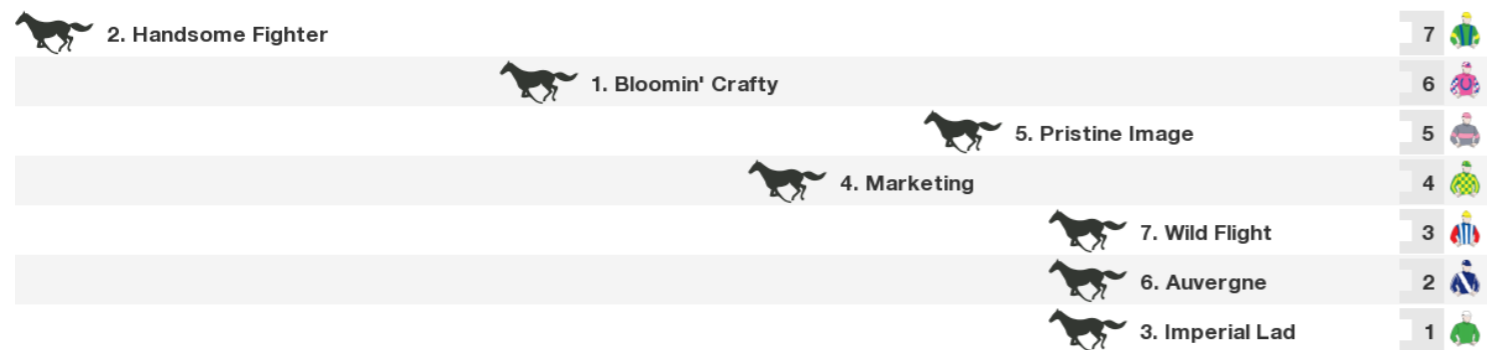 2. Handsome Fighter 7
1. Bloomin' Crafty 6
5. Pristine Image 5
4. Marketing 4
7. Wild Flight 3
6. Auvergne 2
3. Imperial Lad 1